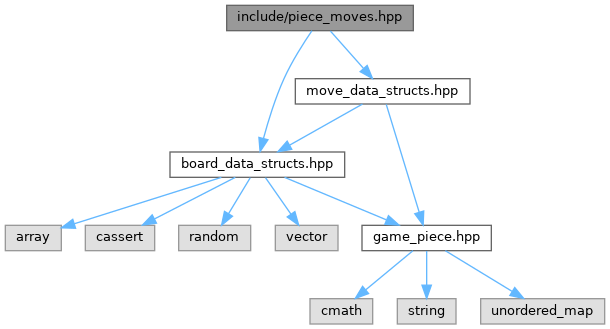 include/piece_moves.hpp
move_data_structs.hpp
board_data_structs.hpp
array
cassert
random
vector
game_piece.hpp
cmath
string
unordered_map